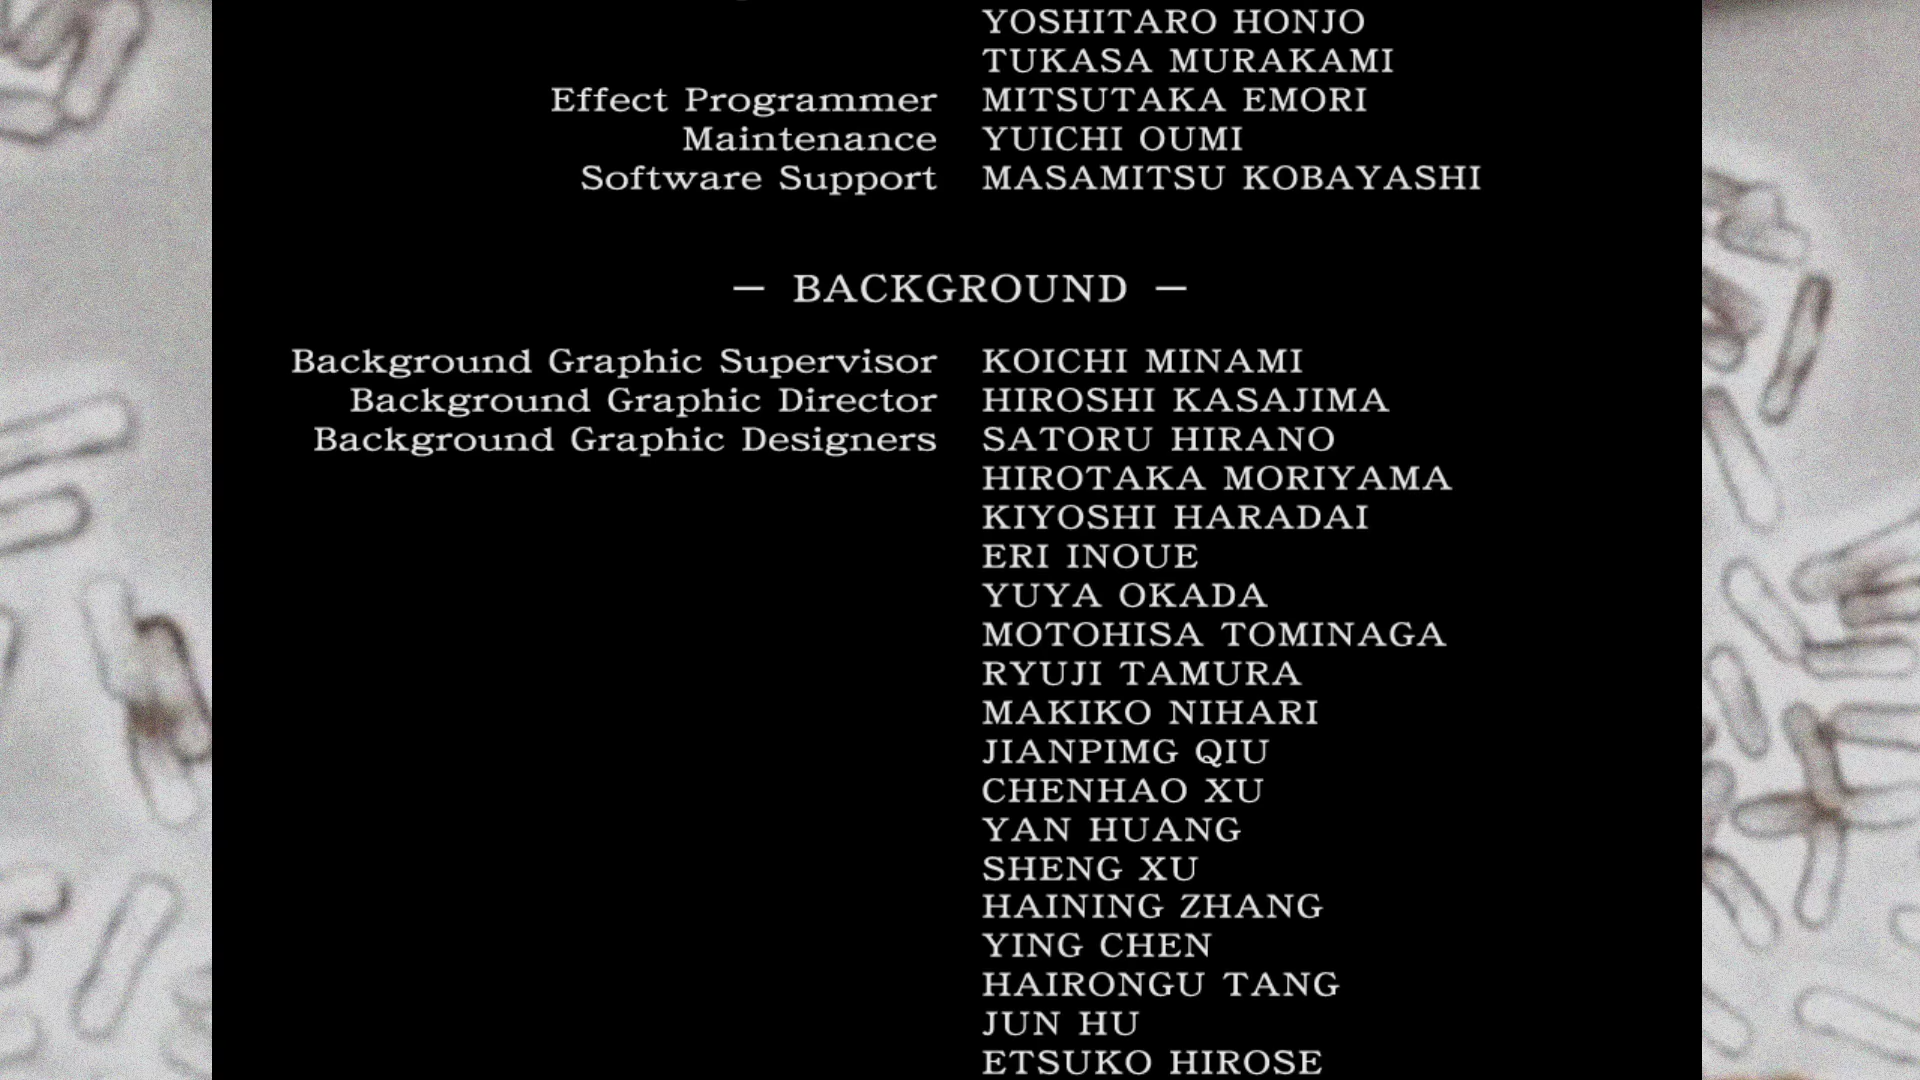 YOSHITARO HONJO
TUKASA MURAKAMI
Effect Programmer MITSUTAKA EMORI
Maintenance YUICHI OUMI
Software Support MASAMITSU KOBAYASHI
— BACKGROUND —
Background Graphic Supervisor KOICHI MINAMI
Background Graphic Director HIROSHI KASAJIMA
Background Graphic Designers SATORU HIRANO
HIROTAKA MORIYAMA
KIYOSHI HARADAI
ERI INOUE
YUYA OKADA
MOTOHISA TOMINAGA
RYUJI TAMURA
MAKIKO NIHARI
JIANPIMG QIU
CHENHAO XU
YAN HUANG
SHENG XU
HAINING ZHANG
YING CHEN
HAIRONGU TANG
JUN HU
ETSUKO HIROSE